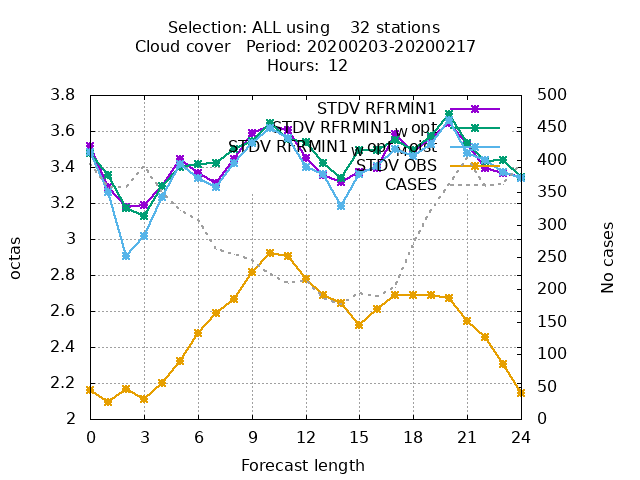 Selection: ALL using 32 stations
Cloud cover Period: 20200203-20200217
Hours: 12
3.8
3.6
3.4
3.2
3
2.8
2.6
2.4
2.2
2
octas
STDV RFRMIN1
STDV RFRMIN1_w_opt
STDV OBS
CASES
500
450
400
350
300
250
200
150
100
50
0
No cases
0 3 6 9 12 15 18 21 24
Forecast length